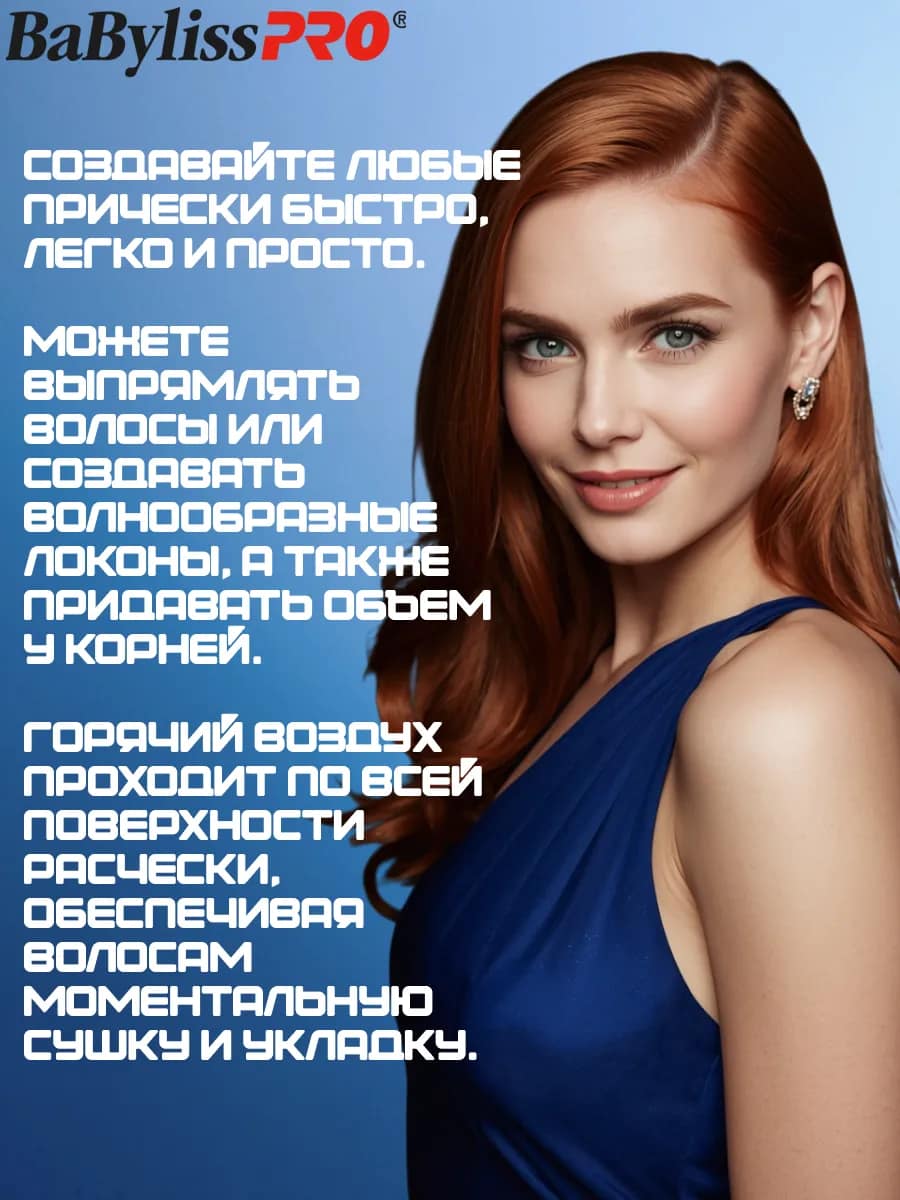 BaBylissPRO®
СОЗДАВАЙТЕ ЛЮБЫЕ
ПРИЧЕСКИ БЫСТРО,
ЛЕГКО И ПРОСТО.
МОЖЕТЕ
ВЫПРЯМЛЯТЬ
ВОЛОСЫ ИЛИ
СОЗДАВАТЬ
ВОЛНООБРАЗНЫЕ
ЛОКОНЫ, А ТАКЖЕ
ПРИДАВАТЬ ОБЪЕМ
У КОРНЕЙ.
ГОРЯЧИЙ ВОЗДУХ
ПРОХОДИТ ПО ВСЕЙ
ПОВЕРХНОСТИ
РАСЧЕСКИ,
ОБЕСПЕЧИВАЯ
ВОЛОСАМ
МОМЕНТАЛЬНУЮ
СУШКУ И УКЛАДКУ.